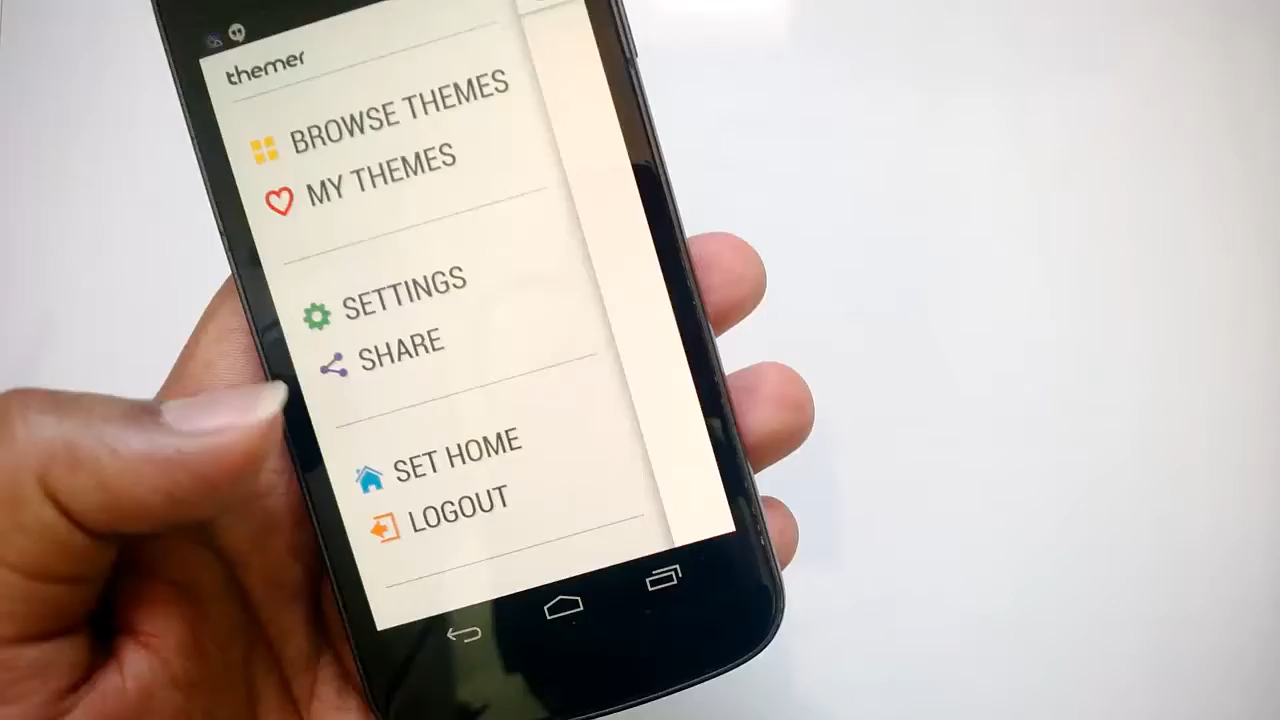 themer
BROWSE THEMES
MY THEMES
SETTINGS
SHARE
SET HOME
LOGOUT